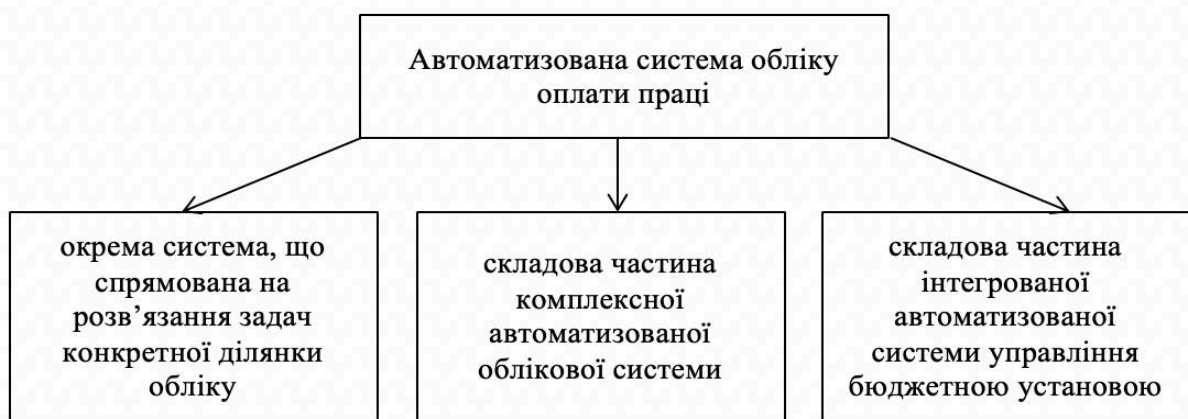 Автоматизована система обліку
оплати праці
окрема система, що
спрямована на
розв’язання задач
конкретної ділянки
обліку
складова частина
комплексної
автоматизованої
облікової системи
складова частина
інтегрованої
автоматизованої
системи управління
бюджетною установою